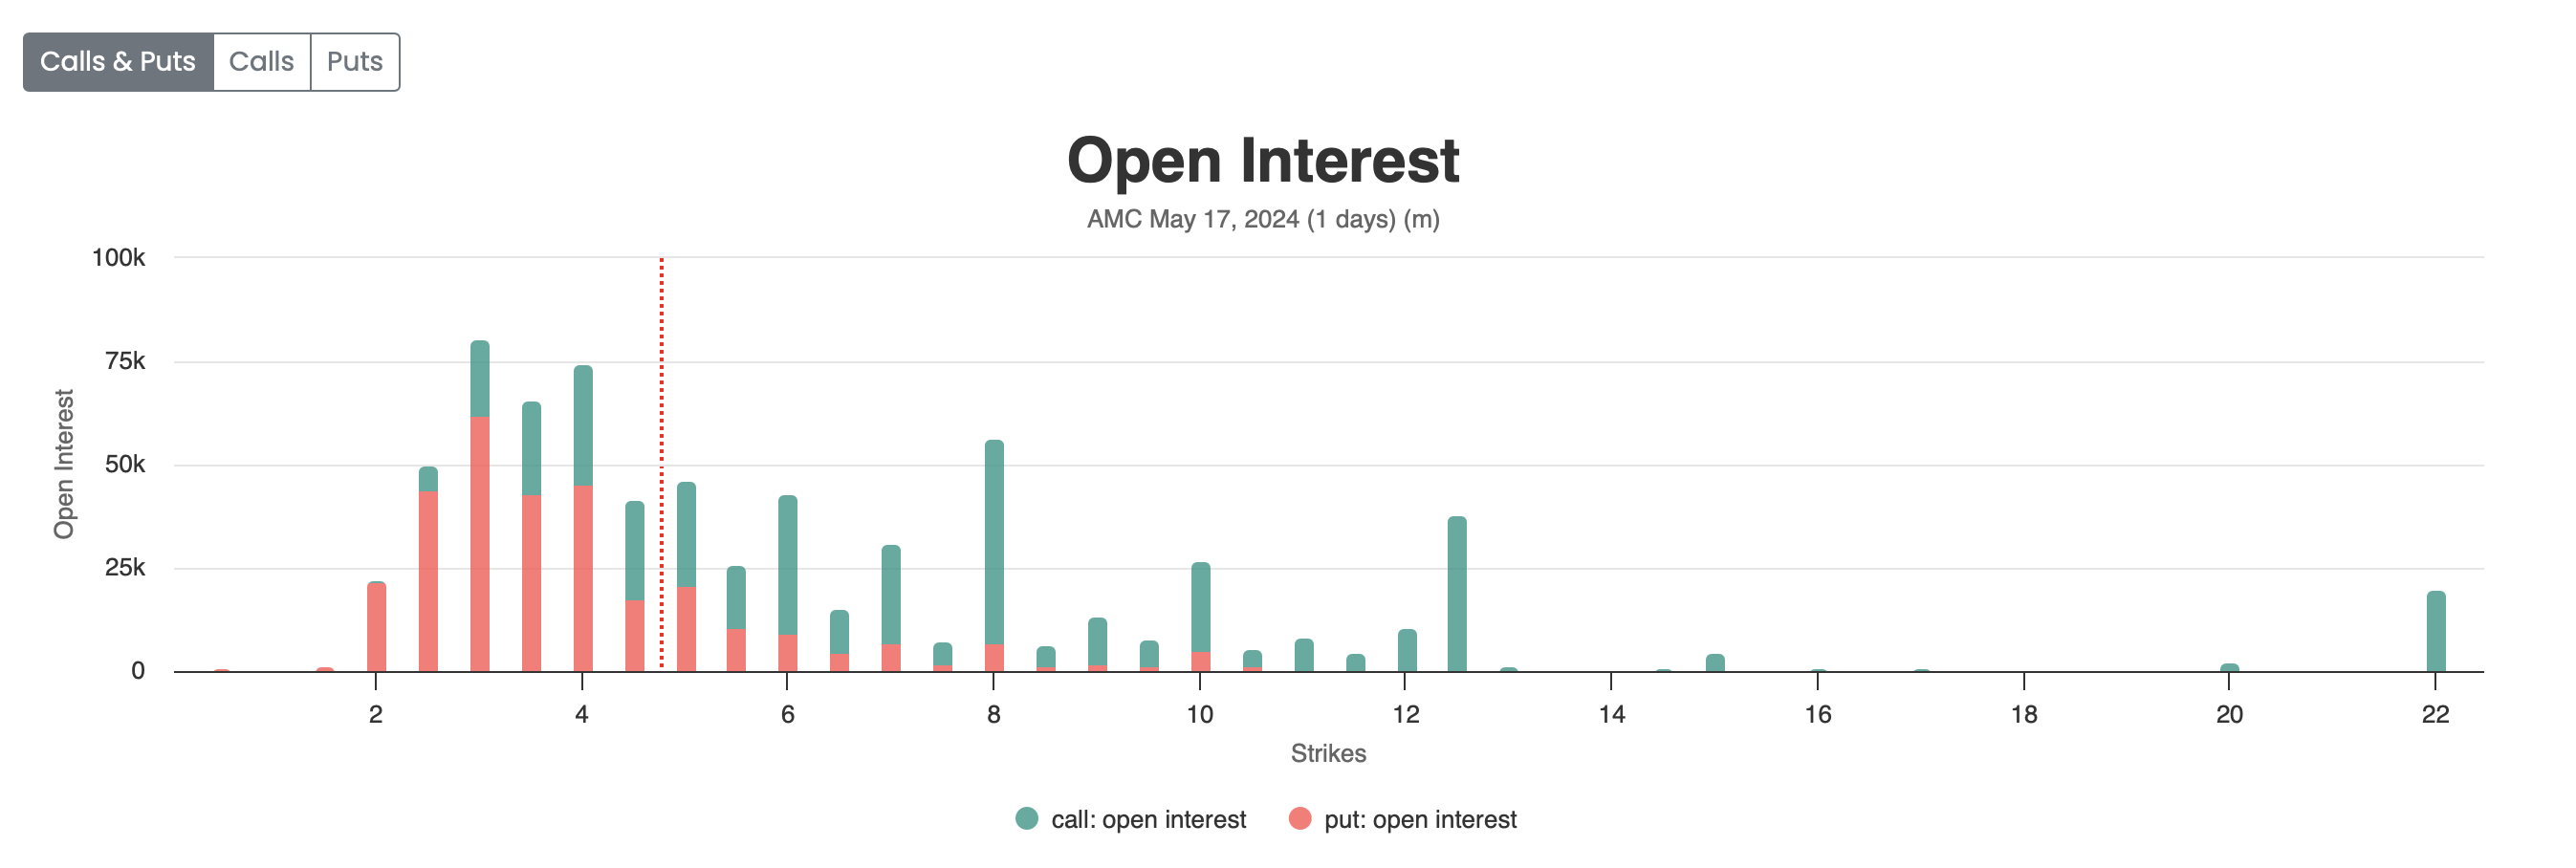 Calls & Puts Calls Puts
Open Interest
AMC May 17, 2024 (1 days) (m)
100k
75k
50k
25k
0
Open Interest
2 4 6 8 10 12 14 16 18 20 22
Strikes
call: open interest put: open interest